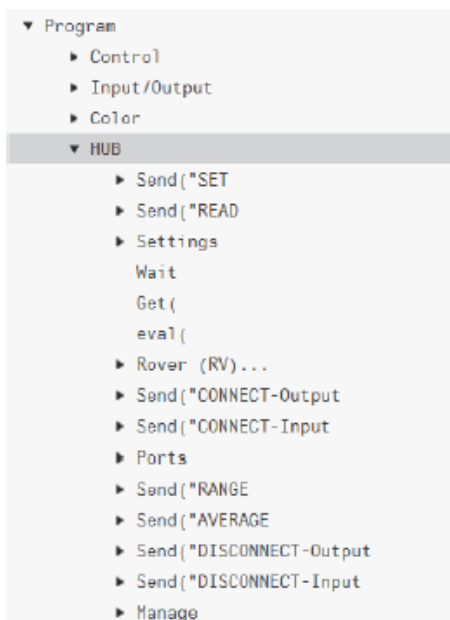 Program
Control
Input/Output
Color
HUB
Send("SET
Send("READ
Settings
Wait
Get(
eval(
Rover (RV)...
Send("CONNECT-Output
Send("CONNECT-Input
Ports
Send("RANGE
Send("AVERAGE
Send("DISCONNECT-Output
Send("DISCONNECT-Input
Manage